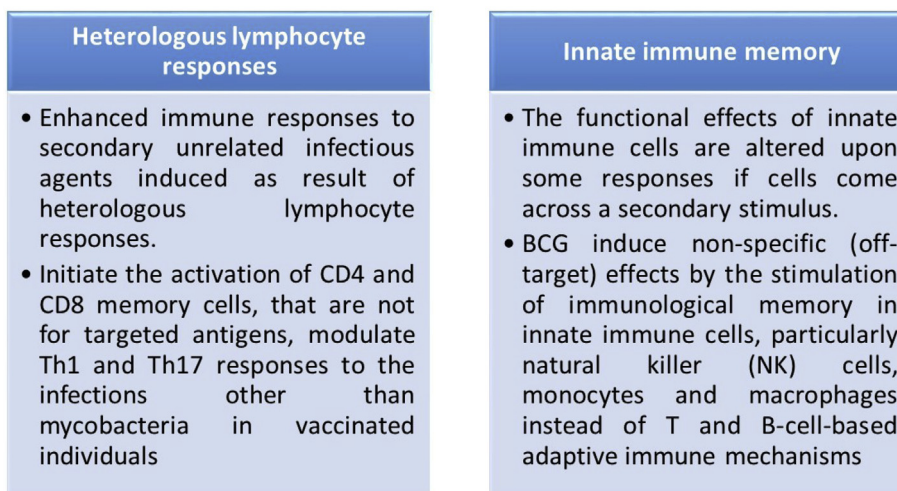 Heterologous lymphocyte
responses
• Enhanced immune responses to
secondary unrelated infectious
agents induced as result of
heterologous lymphocyte
responses.
• Initiate the activation of CD4 and
CD8 memory cells, that are not
for targeted antigens, modulate
Th1 and Th17 responses to the
infections other than
mycobacteria in vaccinated
individuals
Innate immune memory
• The functional effects of innate
immune cells are altered upon
some responses if cells come
across a secondary stimulus.
• BCG induce non-specific (off-
target) effects by the stimulation
of immunological memory in
innate immune cells, particularly
natural killer (NK) cells,
monocytes and macrophages
instead of T and B-cell-based
adaptive immune mechanisms